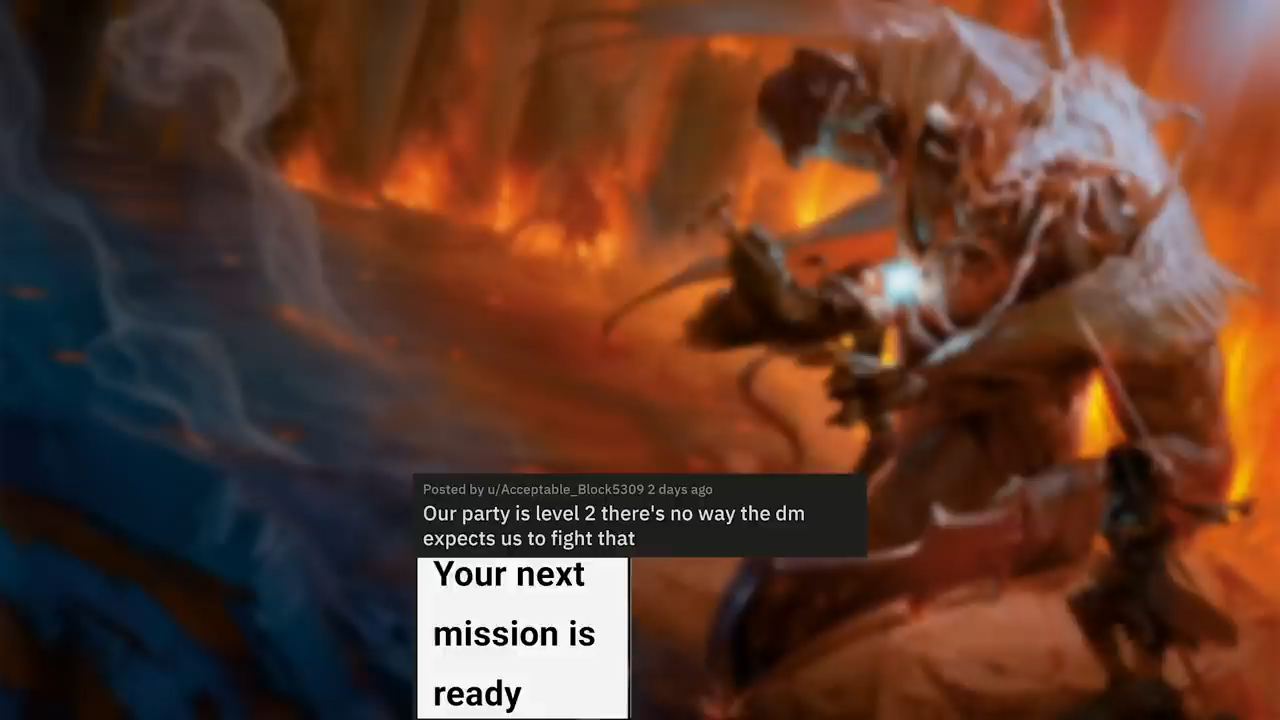 Posted by u/Acceptable_Block5309 2 days ago
Our party is level 2 there's no way the dm
expects us to fight that
Your next
mission is
ready